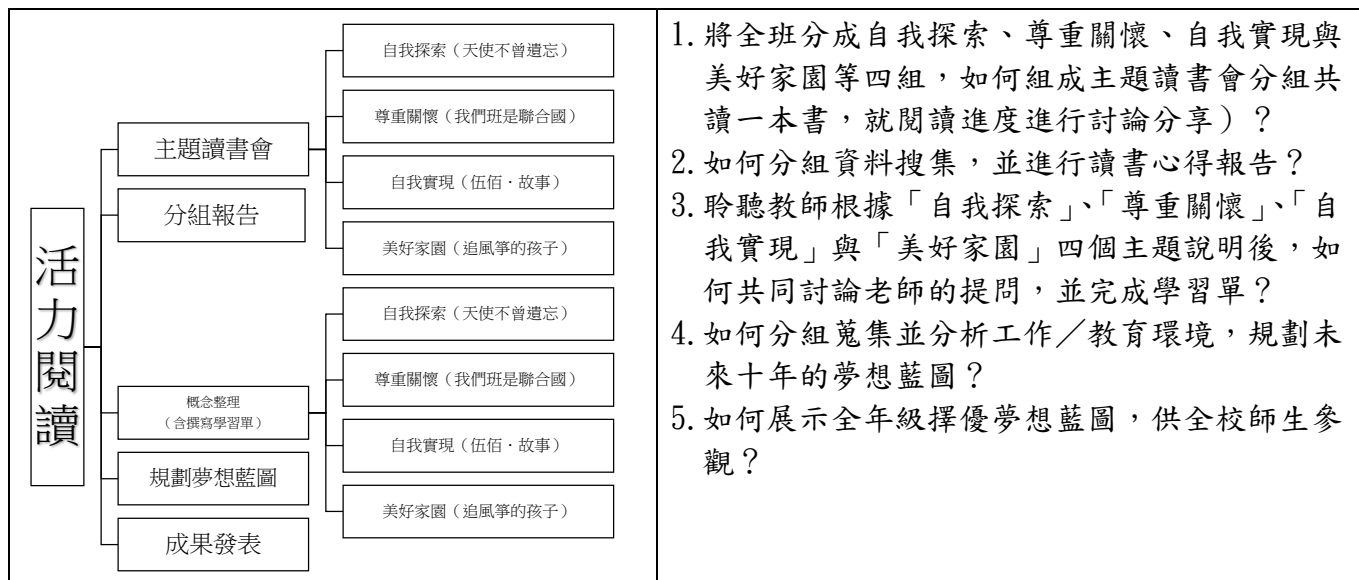 活力閱讀
主題讀書會
自我探索（天使不曾遺忘）
尊重關懷（我們班是聯合國）
自我實現（伍佰·故事）
美好家園（追風箏的孩子）
分組報告
概念整理
（含撰寫學習單）
自我探索（天使不曾遺忘）
尊重關懷（我們班是聯合國）
自我實現（伍佰·故事）
美好家園（追風箏的孩子）
規劃夢想藍圖
成果發表
1.將全班分成自我探索、尊重關懷、自我實現與
美好家園等四組，如何組成主題讀書會分組共
讀一本書，就閱讀進度進行討論分享）？
2.如何分組資料搜集，並進行讀書心得報告？
3.聆聽教師根據「自我探索」、「尊重關懷」、「自
我實現」與「美好家園」四個主題說明後，如
何共同討論老師的提問，並完成學習單？
4.如何分組蒐集並分析工作／教育環境，規劃未
來十年的夢想藍圖？
5.如何展示全年級擇優夢想藍圖，供全校師生參
觀？